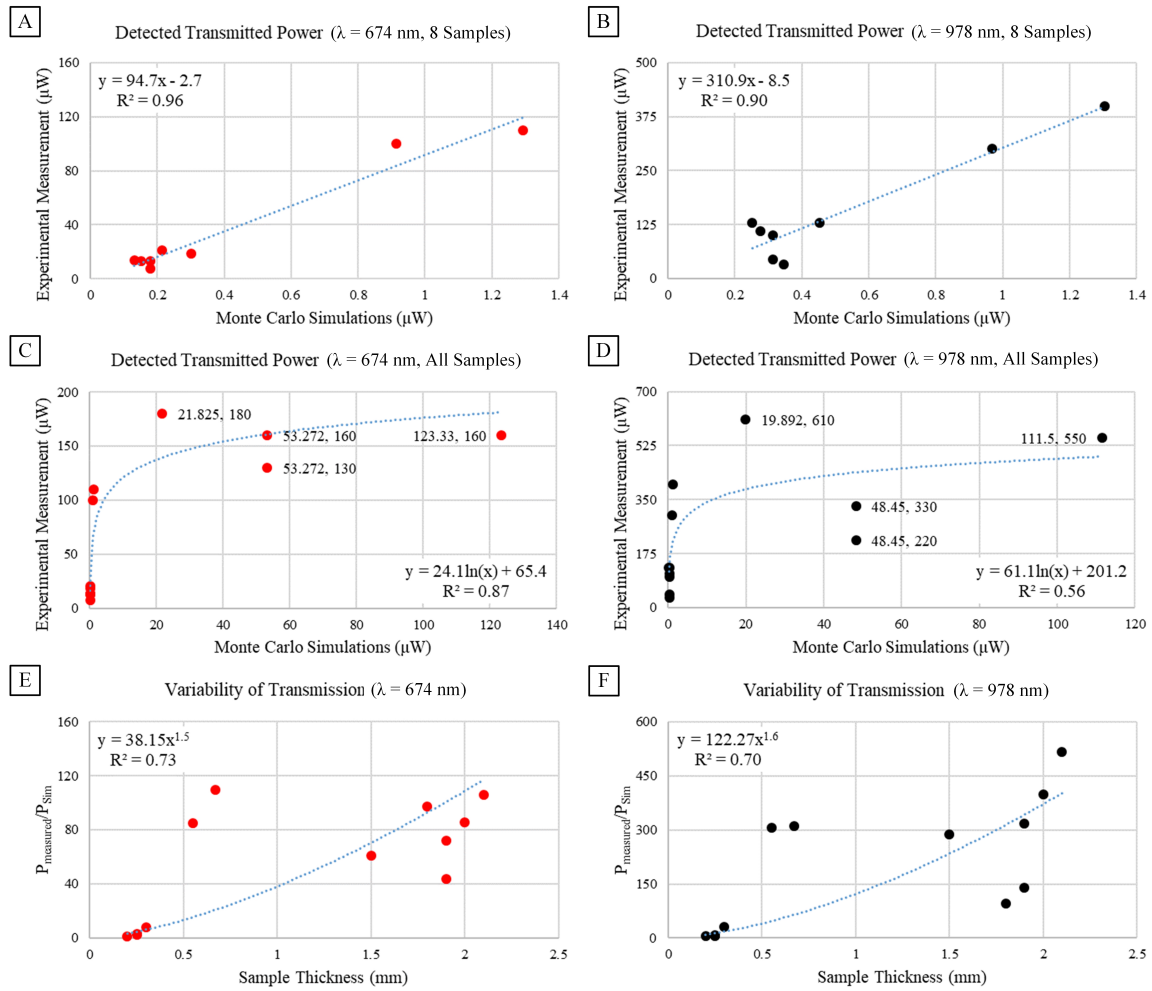 A
Detected Transmitted Power (λ = 674 nm, 8 Samples)
y = 94.7x - 2.7
R² = 0.96
Experimental Measurement (µW)
160
120
80
40
0
0 0.2 0.4 0.6 0.8 1 1.2 1.4
Monte Carlo Simulations (µW)
B
Detected Transmitted Power (λ = 978 nm, 8 Samples)
y = 310.9x - 8.5
R² = 0.90
Experimental Measurement (µW)
500
375
250
125
0
0 0.2 0.4 0.6 0.8 1 1.2 1.4
Monte Carlo Simulations (µW)
C
Detected Transmitted Power (λ = 674 nm, All Samples)
Experimental Measurement (µW)
200
150
100
50
0
21.825, 180
53.272, 160
123.33, 160
53.272, 130
y = 24.1ln(x) + 65.4
R² = 0.87
0 20 40 60 80 100 120 140
Monte Carlo Simulations (µW)
D
Detected Transmitted Power (λ = 978 nm, All Samples)
Experimental Measurement (µW)
700
525
350
175
0
19.892, 610
111.5, 550
48.45, 330
48.45, 220
y = 61.1ln(x) + 201.2
R² = 0.56
0 20 40 60 80 100 120
Monte Carlo Simulations (µW)
E
Variability of Transmission (λ = 674 nm)
y = 38.15x¹·⁵
R² = 0.73
Pmeasured/PSim
160
120
80
40
0
0 0.5 1 1.5 2 2.5
Sample Thickness (mm)
F
Variability of Transmission (λ = 978 nm)
y = 122.27x¹·⁶
R² = 0.70
Pmeasured/PSim
600
450
300
150
0
0 0.5 1 1.5 2 2.5
Sample Thickness (mm)